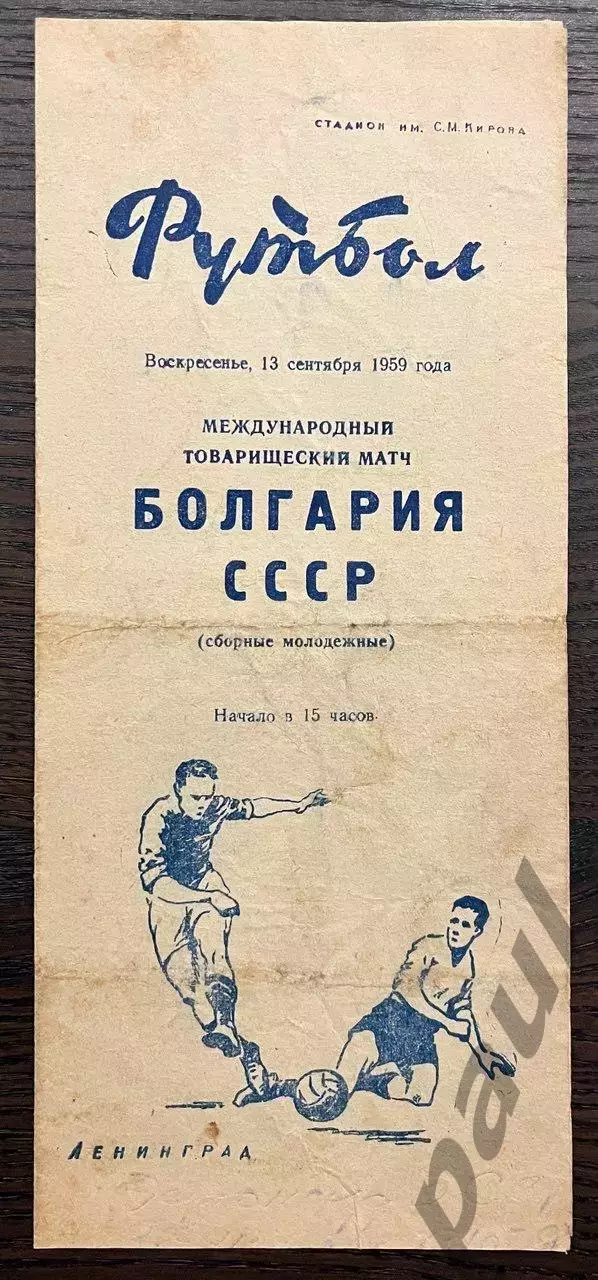 СТАДИОН ИМ. С.М.КИРОВА
Футбол
Воскресенье, 13 сентября 1959 года
МЕЖДУНАРОДНЫЙ
ТОВАРИЩЕСКИЙ МАТЧ
БОЛГАРИЯ
СССР
(сборные молодежные)
Начало в 15 часов
ЛЕНИНГРАД
paul